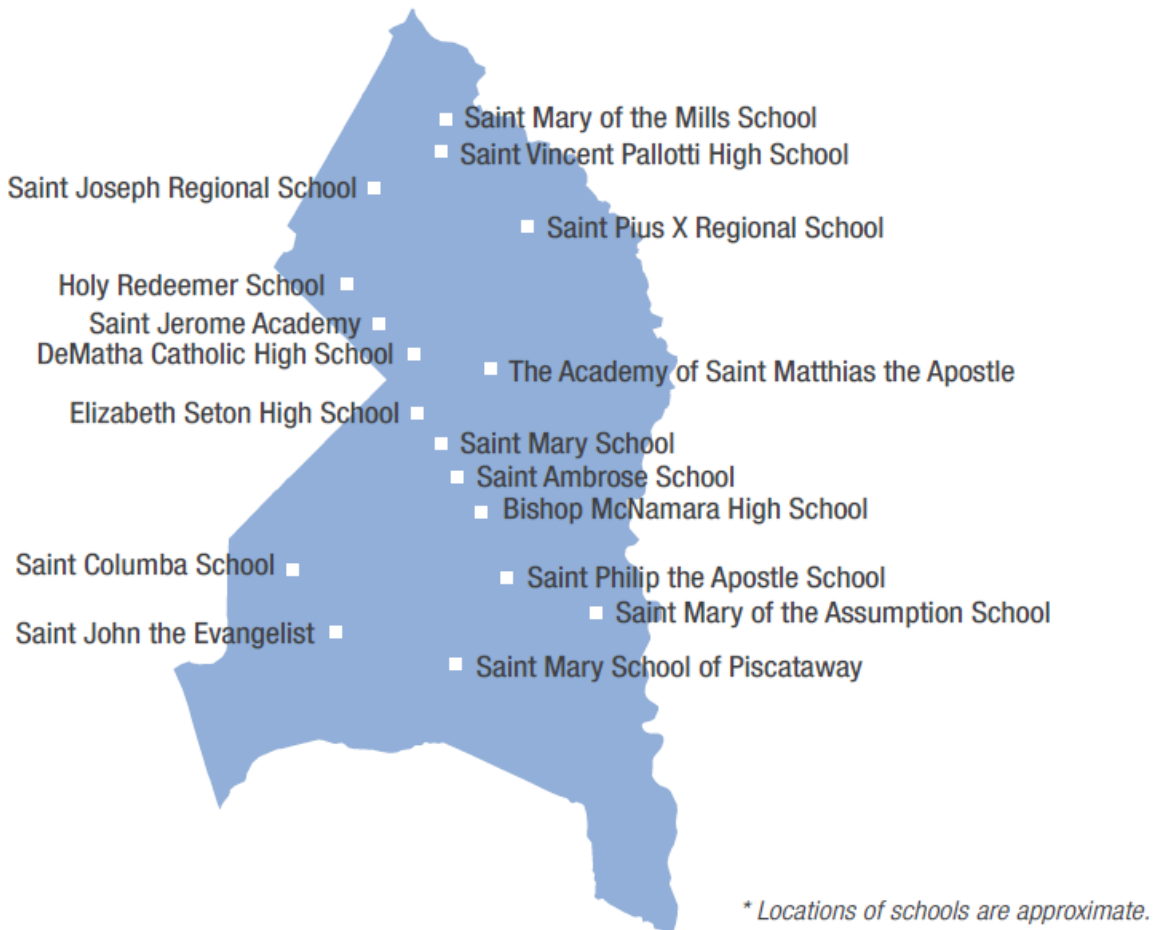 Saint Mary of the Mills School
Saint Vincent Pallotti High School
Saint Joseph Regional School
Saint Pius X Regional School
Holy Redeemer School
Saint Jerome Academy
DeMatha Catholic High School
The Academy of Saint Matthias the Apostle
Elizabeth Seton High School
Saint Mary School
Saint Ambrose School
Bishop McNamara High School
Saint Columba School
Saint Philip the Apostle School
Saint Mary of the Assumption School
Saint John the Evangelist
Saint Mary School of Piscataway
* Locations of schools are approximate.